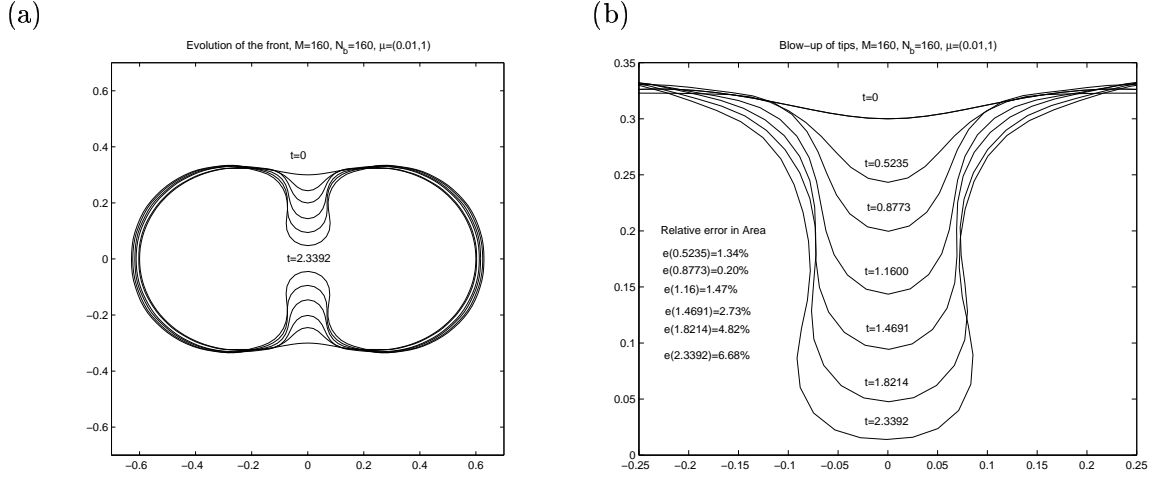 (a)
Evolution of the front, M=160, N_b=160, μ=(0.01,1)
0.6
0.4
0.2
0
−0.2
−0.4
−0.6
t=0
t=2.3392
−0.6 −0.4 −0.2 0 0.2 0.4 0.6
(b)
Blow−up of tips, M=160, N_b=160, μ=(0.01,1)
0.35
0.3
0.25
0.2
0.15
0.1
0.05
0
t=0
t=0.5235
t=0.8773
t=1.1600
t=1.4691
t=1.8214
t=2.3392
Relative error in Area
e(0.5235)=1.34%
e(0.8773)=0.20%
e(1.16)=1.47%
e(1.4691)=2.73%
e(1.8214)=4.82%
e(2.3392)=6.68%
−0.25 −0.2 −0.15 −0.1 −0.05 0 0.05 0.1 0.15 0.2 0.25